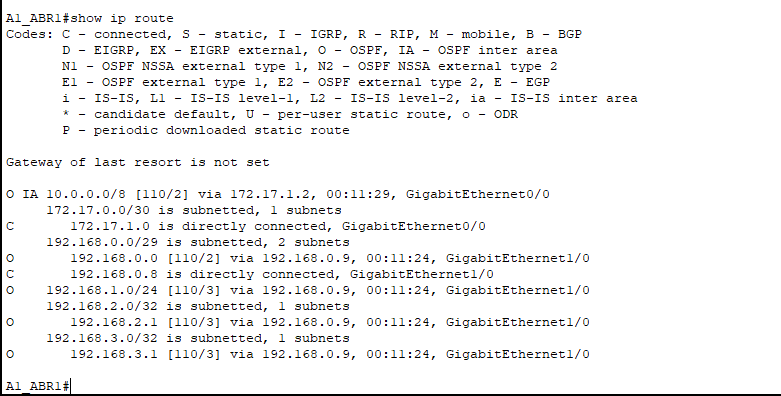 A1_ABR1#show ip route
Codes: C - connected, S - static, I - IGRP, R - RIP, M - mobile, B - BGP
       D - EIGRP, EX - EIGRP external, O - OSPF, IA - OSPF inter area
       N1 - OSPF NSSA external type 1, N2 - OSPF NSSA external type 2
       E1 - OSPF external type 1, E2 - OSPF external type 2, E - EGP
       i - IS-IS, L1 - IS-IS level-1, L2 - IS-IS level-2, ia - IS-IS inter area
       * - candidate default, U - per-user static route, o - ODR
       P - periodic downloaded static route

Gateway of last resort is not set

O IA 10.0.0.0/8 [110/2] via 172.17.1.2, 00:11:29, GigabitEthernet0/0
     172.17.0.0/30 is subnetted, 1 subnets
C       172.17.1.0 is directly connected, GigabitEthernet0/0
     192.168.0.0/29 is subnetted, 2 subnets
O       192.168.0.0 [110/2] via 192.168.0.9, 00:11:24, GigabitEthernet1/0
C       192.168.0.8 is directly connected, GigabitEthernet1/0
O    192.168.1.0/24 [110/3] via 192.168.0.9, 00:11:24, GigabitEthernet1/0
     192.168.2.0/32 is subnetted, 1 subnets
O       192.168.2.1 [110/3] via 192.168.0.9, 00:11:24, GigabitEthernet1/0
     192.168.3.0/32 is subnetted, 1 subnets
O       192.168.3.1 [110/3] via 192.168.0.9, 00:11:24, GigabitEthernet1/0

A1_ABR1#